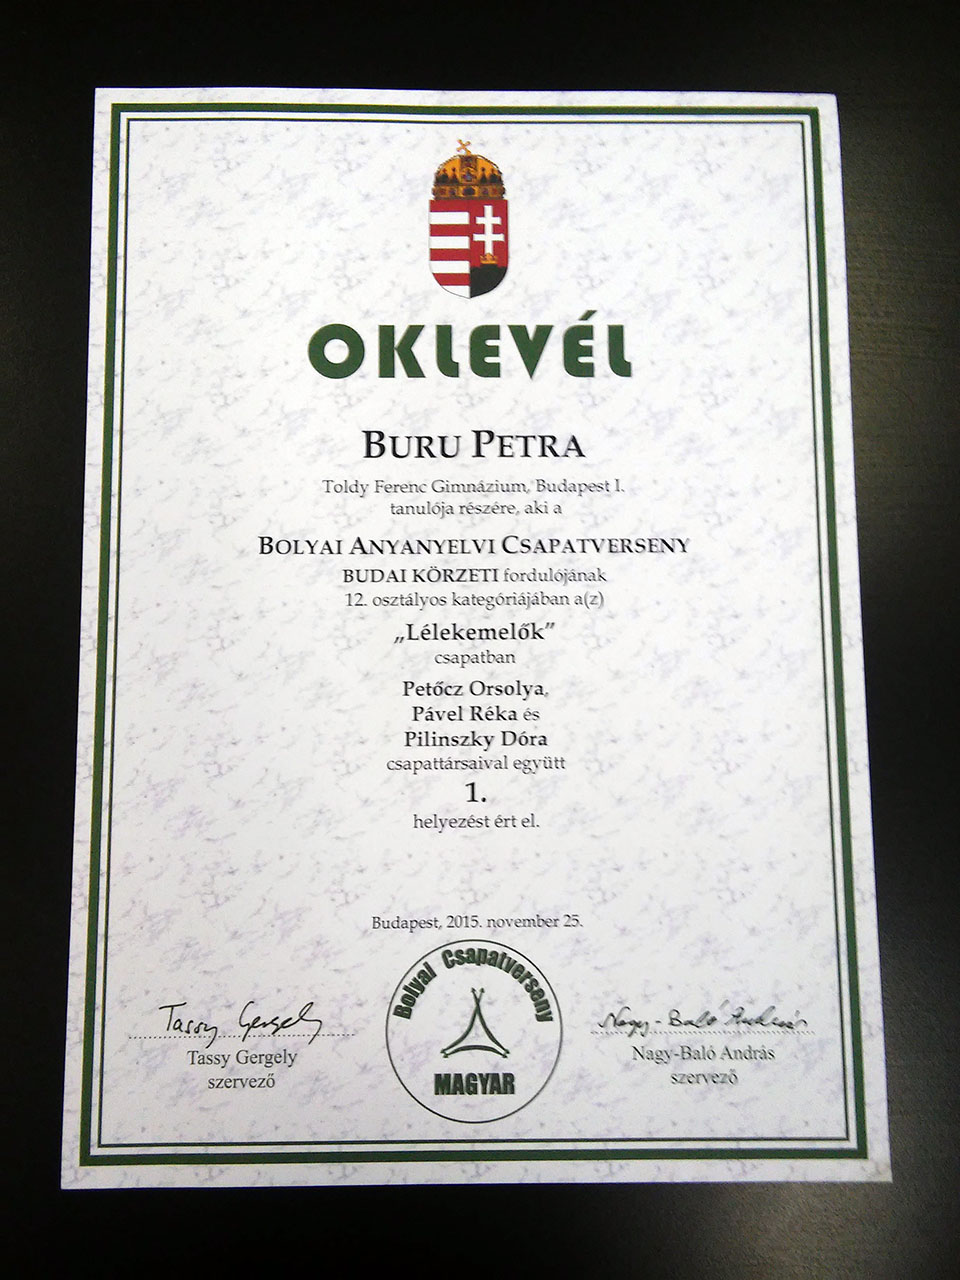 OKLEVÉL
BURU PETRA
Toldy Ferenc Gimnázium, Budapest I.
tanulója részére, aki a
BOLYAI ANYANYELVI CSAPATVERSENY
BUDAI KÖRZETI fordulójának
12. osztályos kategóriájában a(z)
„Lélekemelők”
csapatban
Petőcz Orsolya,
Pável Réka és
Pilinszky Dóra
csapattársaival együtt
1.
helyezést ért el.
Budapest, 2015. november 25.
Bolyai Csapatverseny
MAGYAR
Tassy Gergely
Tassy Gergely
szervező
Nagy-Baló András
Nagy-Baló András
szervező